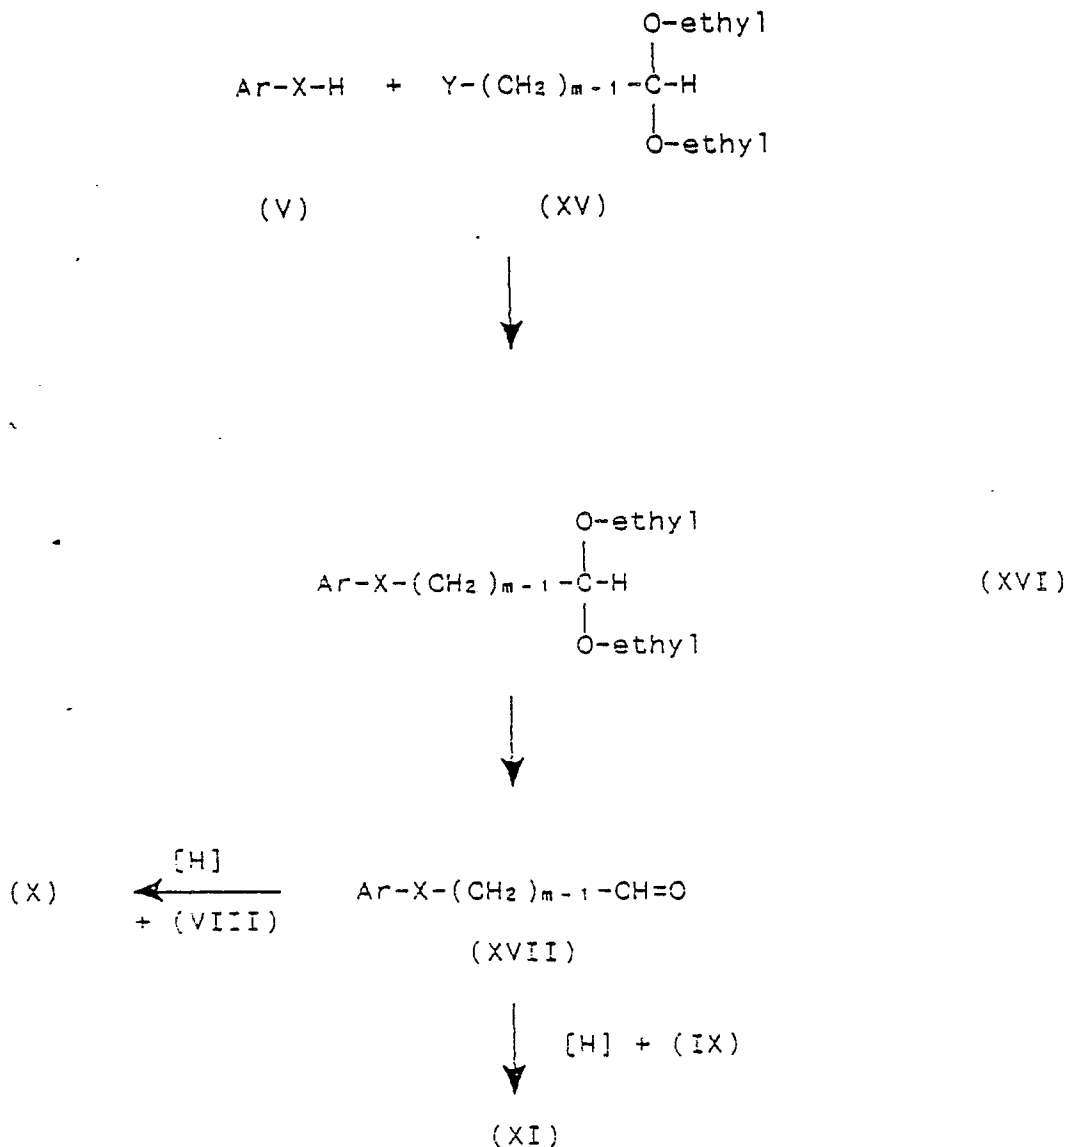 O-ethyl
Ar-X-H + Y-(CH2)m-1-C-H
O-ethyl
(V) (XV)
O-ethyl
Ar-X-(CH2)m-1-C-H (XVI)
O-ethyl
[H]
(X) Ar-X-(CH2)m-1-CH=O
+ (VIII)
(XVII)
[H] + (IX)
(XI)